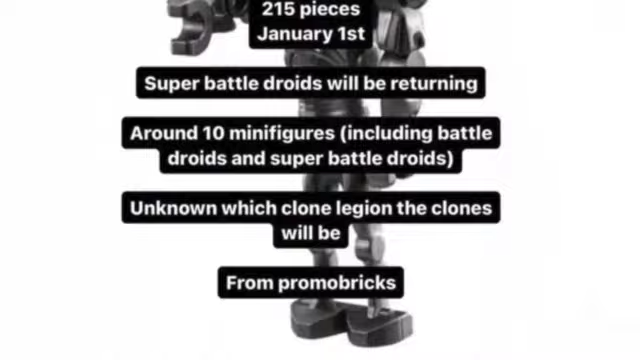 215 pieces
January 1st
Super battle droids will be returning
Around 10 minifigures (including battle
droids and super battle droids)
Unknown which clone legion the clones
will be
From promobricks